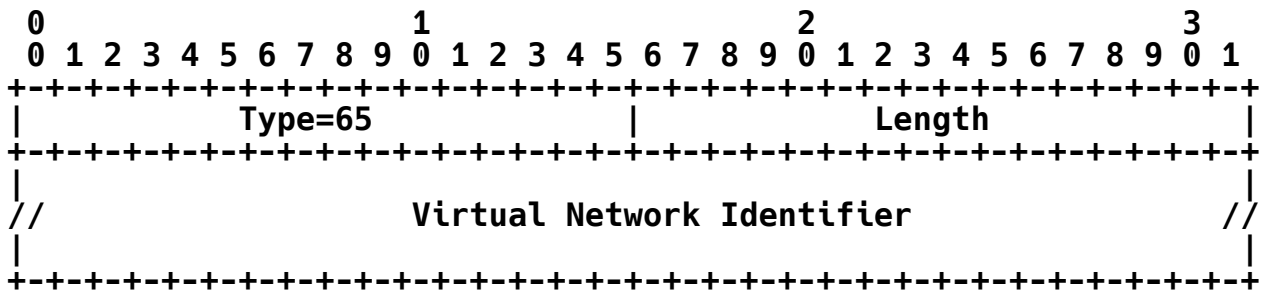 0                   1                   2                   3
 0 1 2 3 4 5 6 7 8 9 0 1 2 3 4 5 6 7 8 9 0 1 2 3 4 5 6 7 8 9 0 1
+-+-+-+-+-+-+-+-+-+-+-+-+-+-+-+-+-+-+-+-+-+-+-+-+-+-+-+-+-+-+-+-+
|           Type=65             |            Length             |
+-+-+-+-+-+-+-+-+-+-+-+-+-+-+-+-+-+-+-+-+-+-+-+-+-+-+-+-+-+-+-+-+
|                                                               |
//                   Virtual Network Identifier                //
|                                                               |
+-+-+-+-+-+-+-+-+-+-+-+-+-+-+-+-+-+-+-+-+-+-+-+-+-+-+-+-+-+-+-+-+